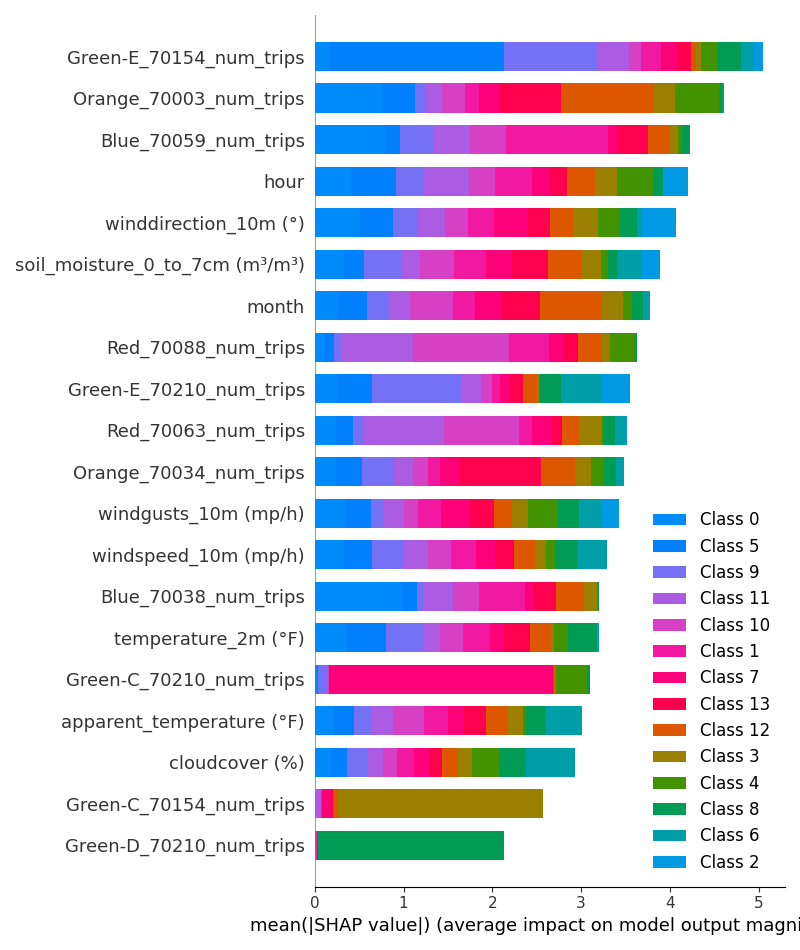 Green-E_70154_num_trips
Orange_70003_num_trips
Blue_70059_num_trips
hour
winddirection_10m (°)
soil_moisture_0_to_7cm (m³/m³)
month
Red_70088_num_trips
Green-E_70210_num_trips
Red_70063_num_trips
Orange_70034_num_trips
windgusts_10m (mp/h)
windspeed_10m (mp/h)
Blue_70038_num_trips
temperature_2m (°F)
Green-C_70210_num_trips
apparent_temperature (°F)
cloudcover (%)
Green-C_70154_num_trips
Green-D_70210_num_trips
Class 0
Class 5
Class 9
Class 11
Class 10
Class 1
Class 7
Class 13
Class 12
Class 3
Class 4
Class 8
Class 6
Class 2
0 1 2 3 4 5
mean(|SHAP value|) (average impact on model output magni